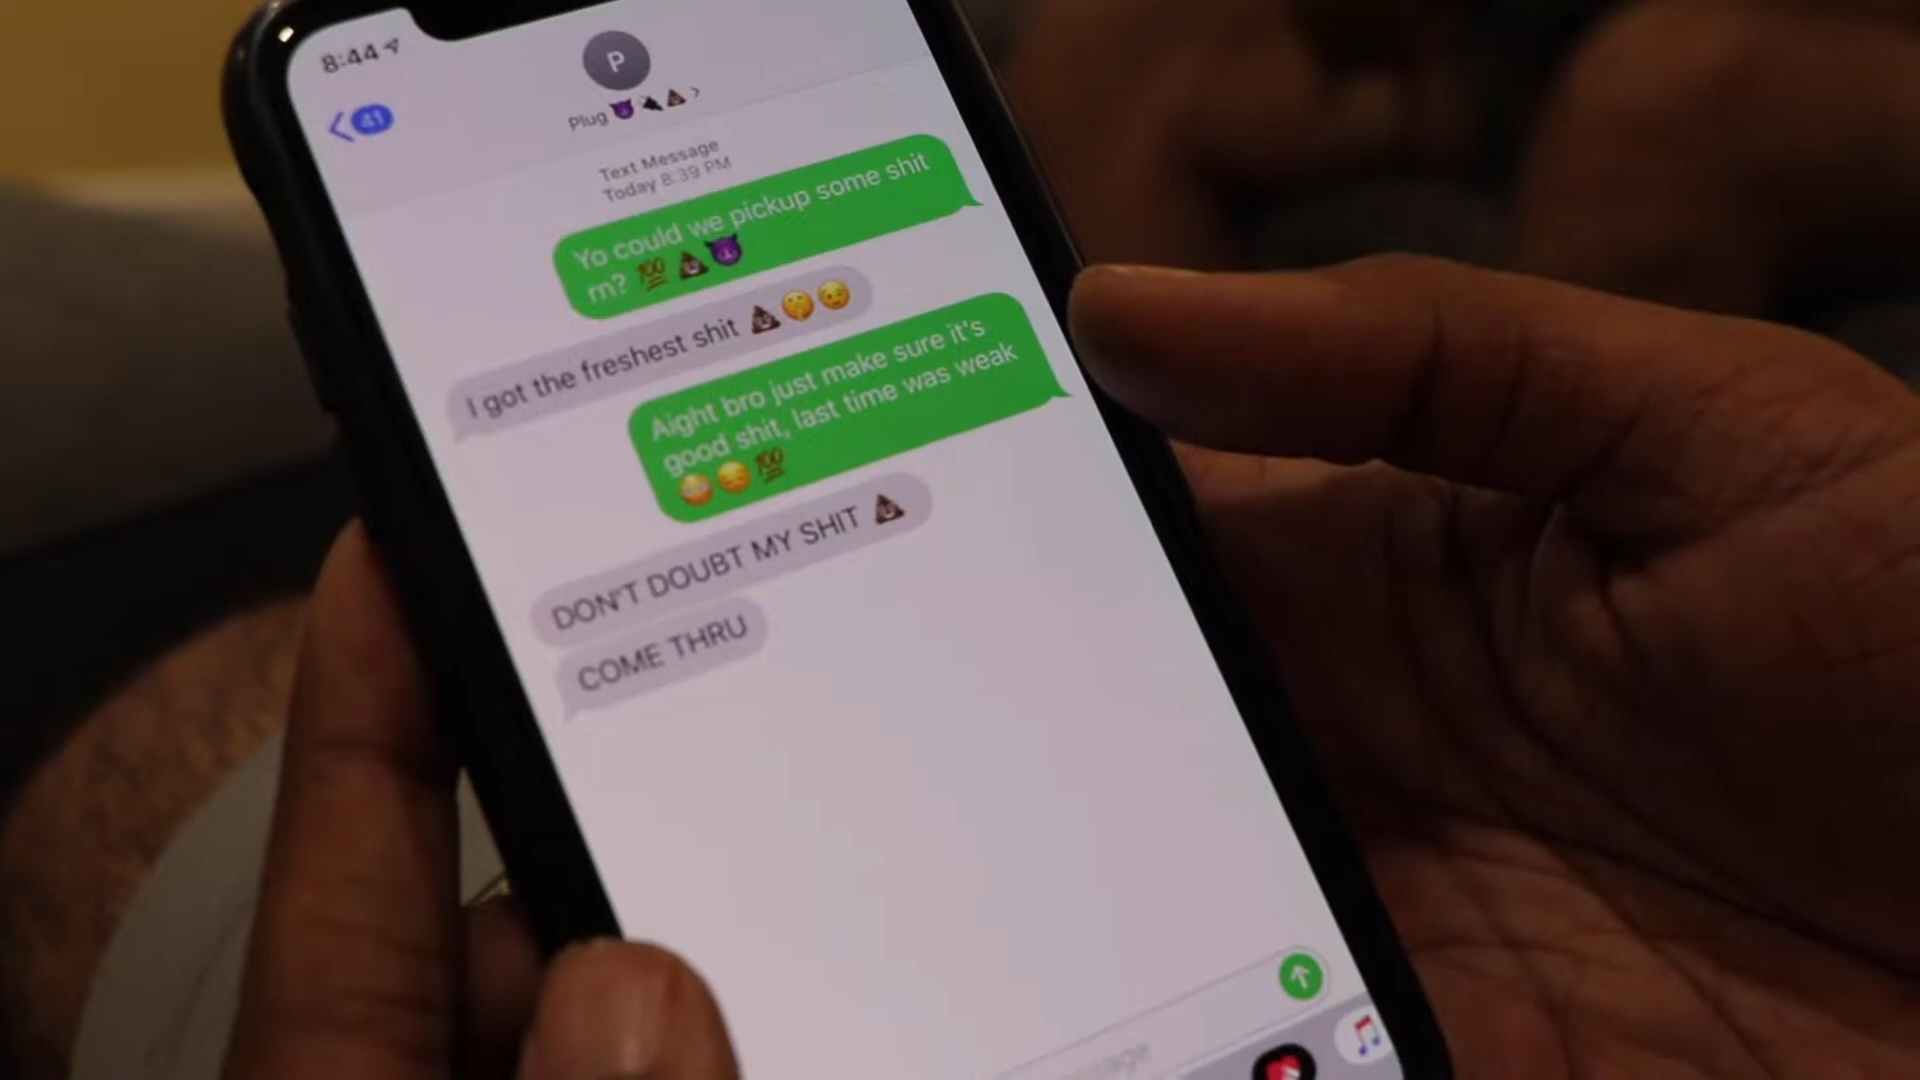 8:44
P
41
Plug 😈🔌💩 >
Text Message
Today 8:39 PM
Yo could we pickup some shit
rn? 💯💩😈
I got the freshest shit 💩🤫😉
Aight bro just make sure it's
good shit, last time was weak
😂😔💯
DON'T DOUBT MY SHIT 💩
COME THRU